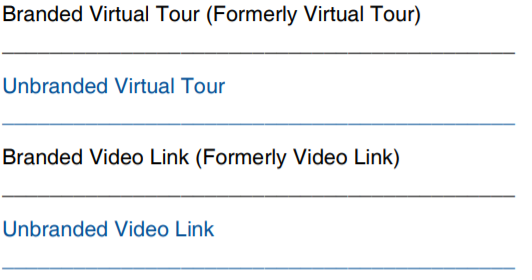 Branded Virtual Tour (Formerly Virtual Tour)
Unbranded Virtual Tour
Branded Video Link (Formerly Video Link)
Unbranded Video Link